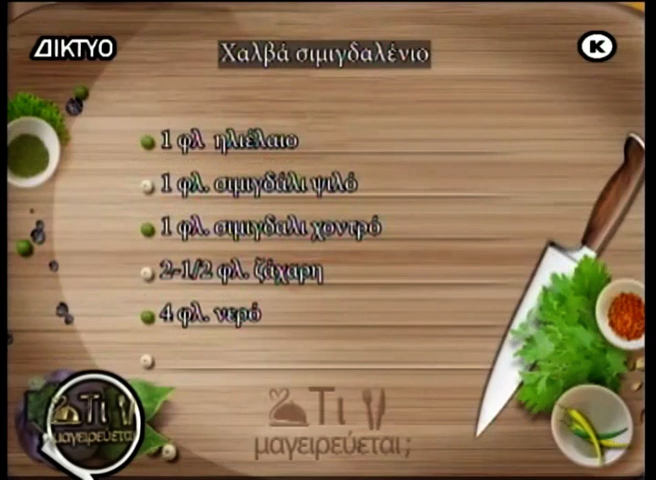 ΔΙΚΤΥΟ
Χαλβά σιμιγδαλένιο
K
1 φλ ηλιέλαιο
1 φλ. σιμιγδάλι ψιλό
1 φλ. σιμιγδαλι χοντρό
2-1/2 φλ. ζάχαρη
4 φλ. νερό
Τι
μαγειρεύεται
Τι
μαγειρεύεται;